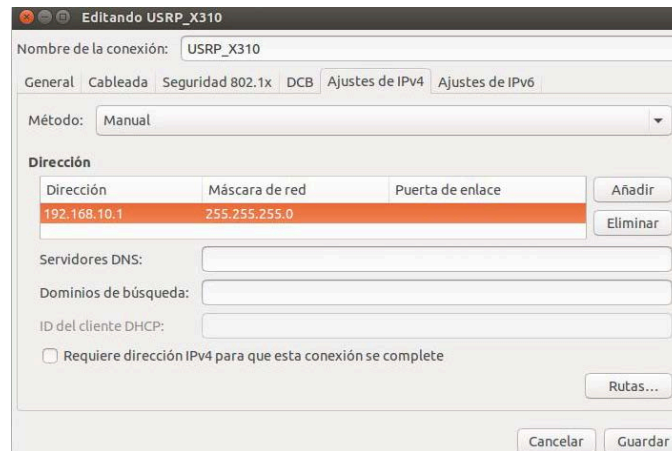 Editando USRP_X310
Nombre de la conexión: USRP_X310
General Cableada Seguridad 802.1x DCB Ajustes de IPv4 Ajustes de IPv6
Método: Manual
Dirección
Dirección Máscara de red Puerta de enlace Añadir
192.168.10.1 255.255.255.0
Eliminar
Servidores DNS:
Dominios de búsqueda:
ID del cliente DHCP:
Requiere dirección IPv4 para que esta conexión se complete
Rutas...
Cancelar Guardar